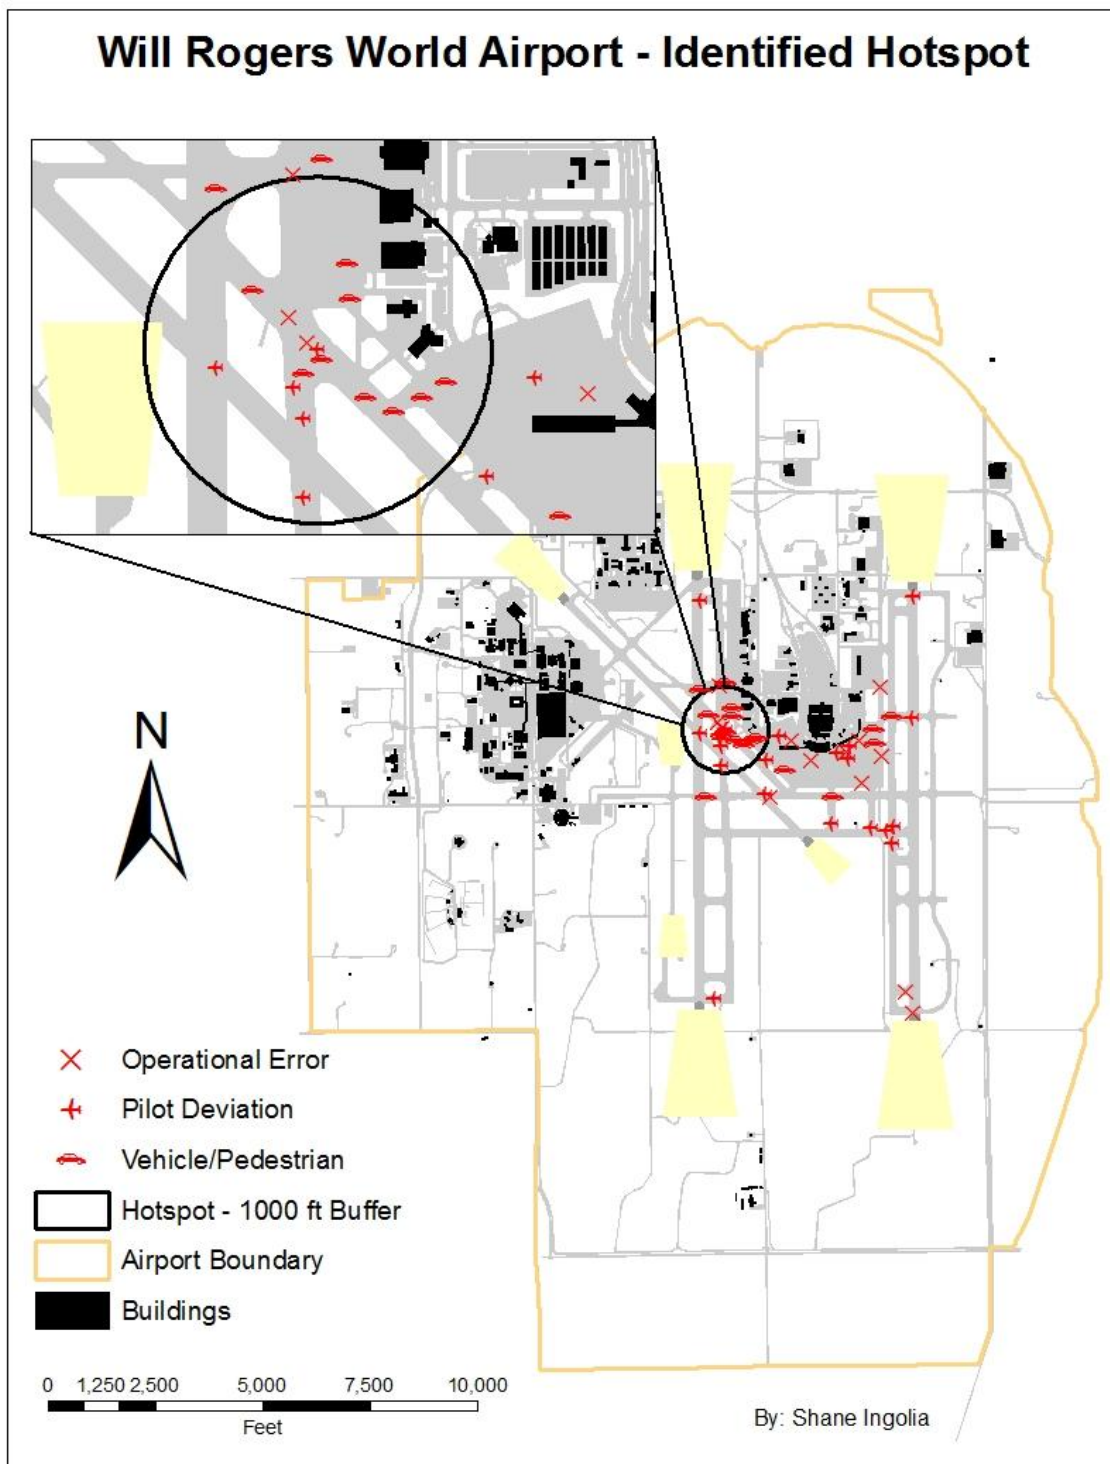 Will Rogers World Airport - Identified Hotspot
N
Operational Error
Pilot Deviation
Vehicle/Pedestrian
Hotspot - 1000 ft Buffer
Airport Boundary
Buildings
0 1,250 2,500 5,000 7,500 10,000
Feet
By: Shane Ingolia